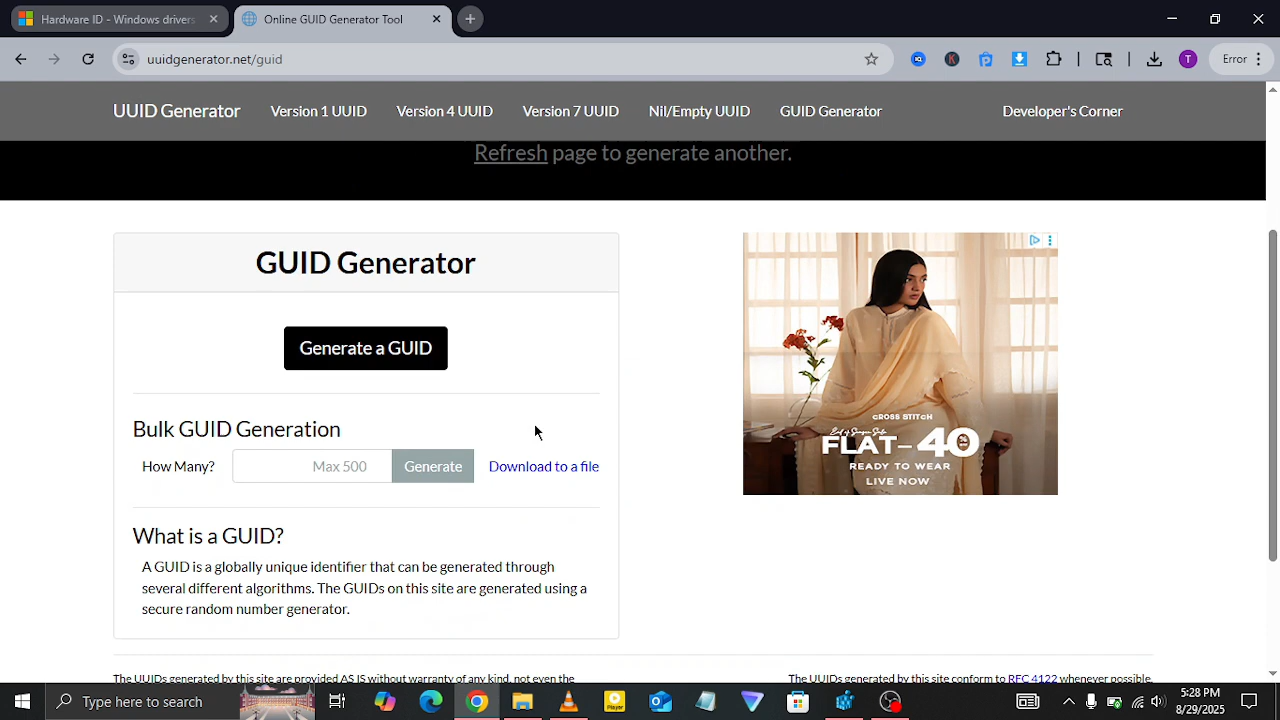 Hardware ID - Windows drivers
Online GUID Generator Tool
uuidgenerator.net/guid
Error
UUID Generator
Version 1 UUID
Version 4 UUID
Version 7 UUID
Nil/Empty UUID
GUID Generator
Developer's Corner
Refresh page to generate another.
GUID Generator
Generate a GUID
Bulk GUID Generation
How Many?
Max 500
Generate
Download to a file
What is a GUID?
A GUID is a globally unique identifier that can be generated through
several different algorithms. The GUIDs on this site are generated using a
secure random number generator.
CROSS STITCH
End of Season Sale
FLAT-40
READY TO WEAR
LIVE NOW
The UUIDs generated by this site are provided AS IS without warranty of any kind, not even the
The UUIDs generated by this site conform to RFC 4122 whenever possible.
Type here to search
5:28 PM
8/29/2025